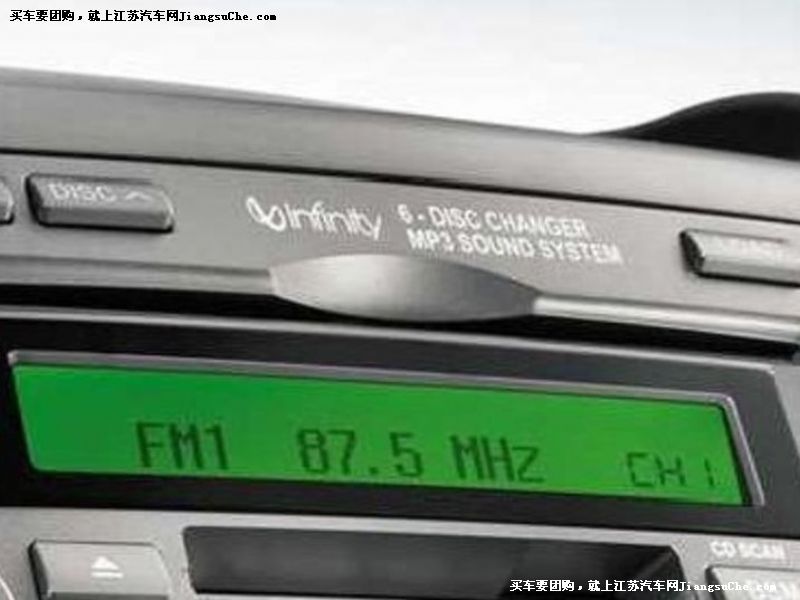 买车要团购，就上江苏汽车网JiangsuChe.com
DISC
infinity
6 - DISC CHANGER
MP3 SOUND SYSTEM
FM1 87.5 MHz CH1
CD SCAN
买车要团购，就上江苏汽车网JiangsuChe.com